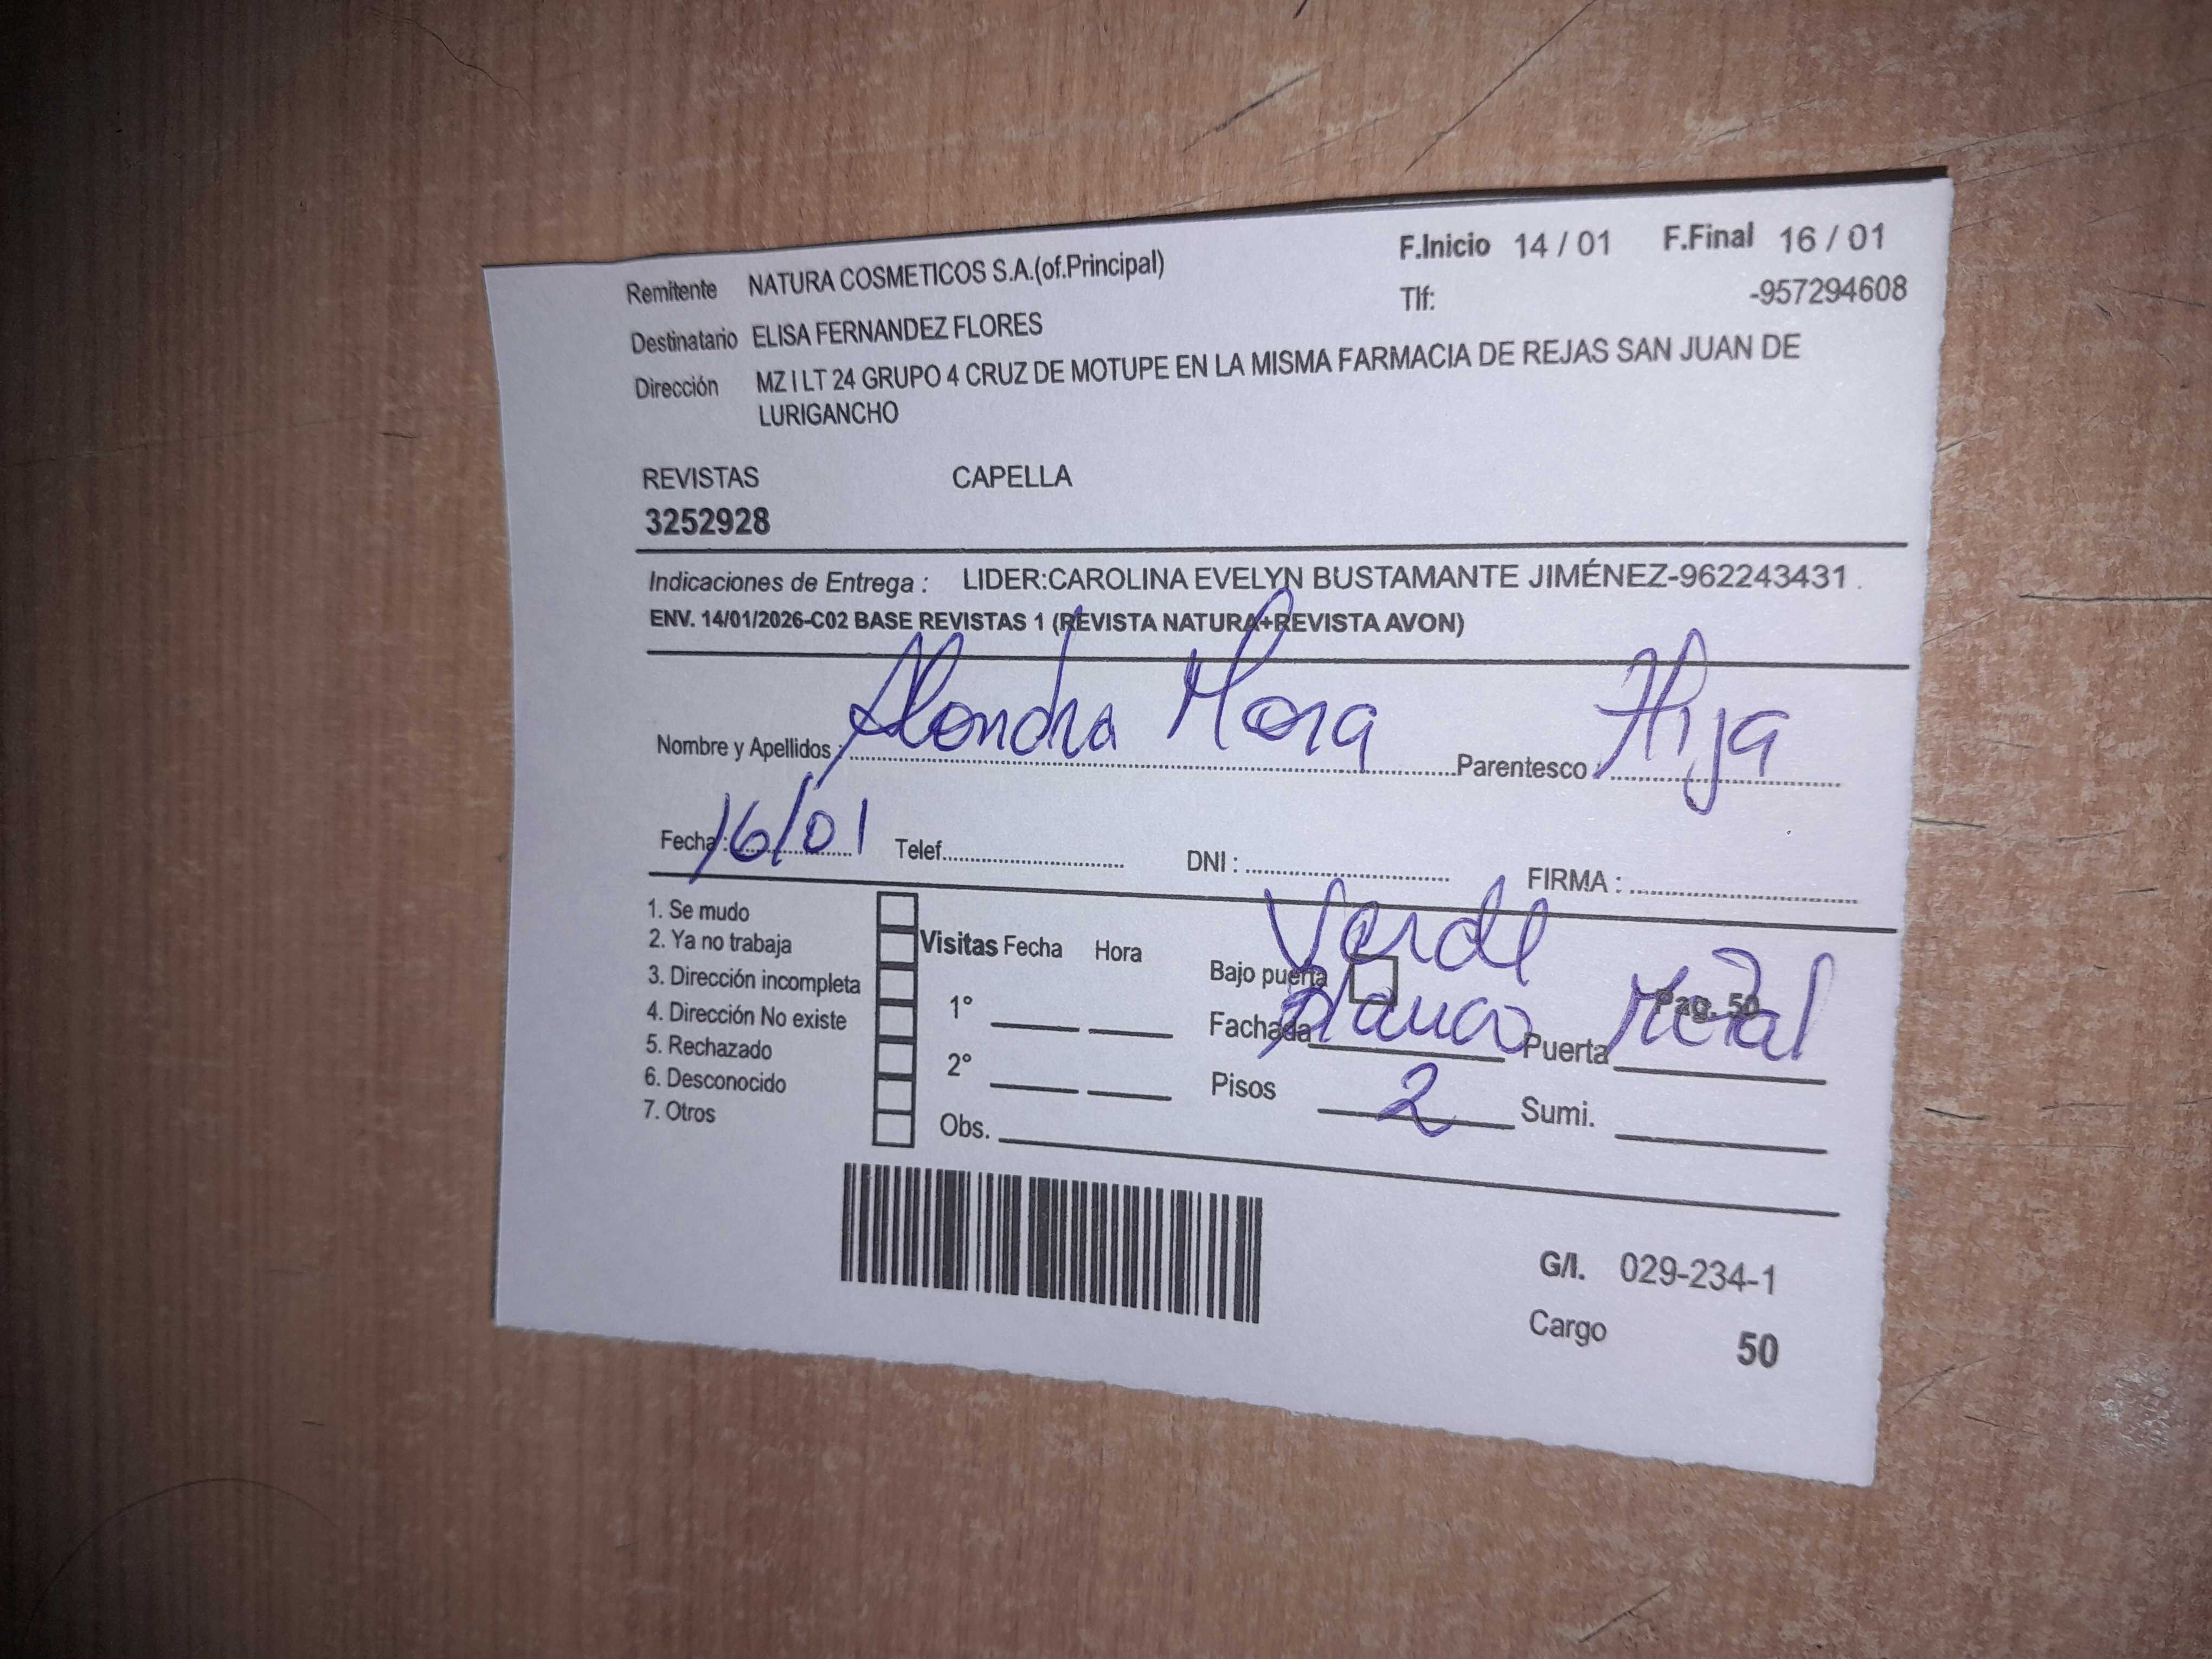 Remitente NATURA COSMETICOS S.A.(of.Principal) F.Inicio 14 / 01 F.Final 16 / 01
Tlf: -957294608
Destinatario ELISA FERNANDEZ FLORES
Dirección MZ I LT 24 GRUPO 4 CRUZ DE MOTUPE EN LA MISMA FARMACIA DE REJAS SAN JUAN DE
LURIGANCHO
REVISTAS CAPELLA
3252928
Indicaciones de Entrega : LIDER:CAROLINA EVELYN BUSTAMANTE JIMÉNEZ-962243431 .
ENV. 14/01/2026-C02 BASE REVISTAS 1 (REVISTA NATURA+REVISTA AVON)
Nombre y Apellidos : Alondra Mora Parentesco : Hija
Fecha : 16/01 Telef. DNI : FIRMA :
1. Se mudo
2. Ya no trabaja
3. Dirección incompleta
4. Dirección No existe
5. Rechazado
6. Desconocido
7. Otros
Visitas Fecha Hora
1°
2°
Obs.
Verde
Bajo puerta
Pag. 50
Fachada blanco Puerta Metal
Pisos 2 Sumi.
G/I. 029-234-1
Cargo 50